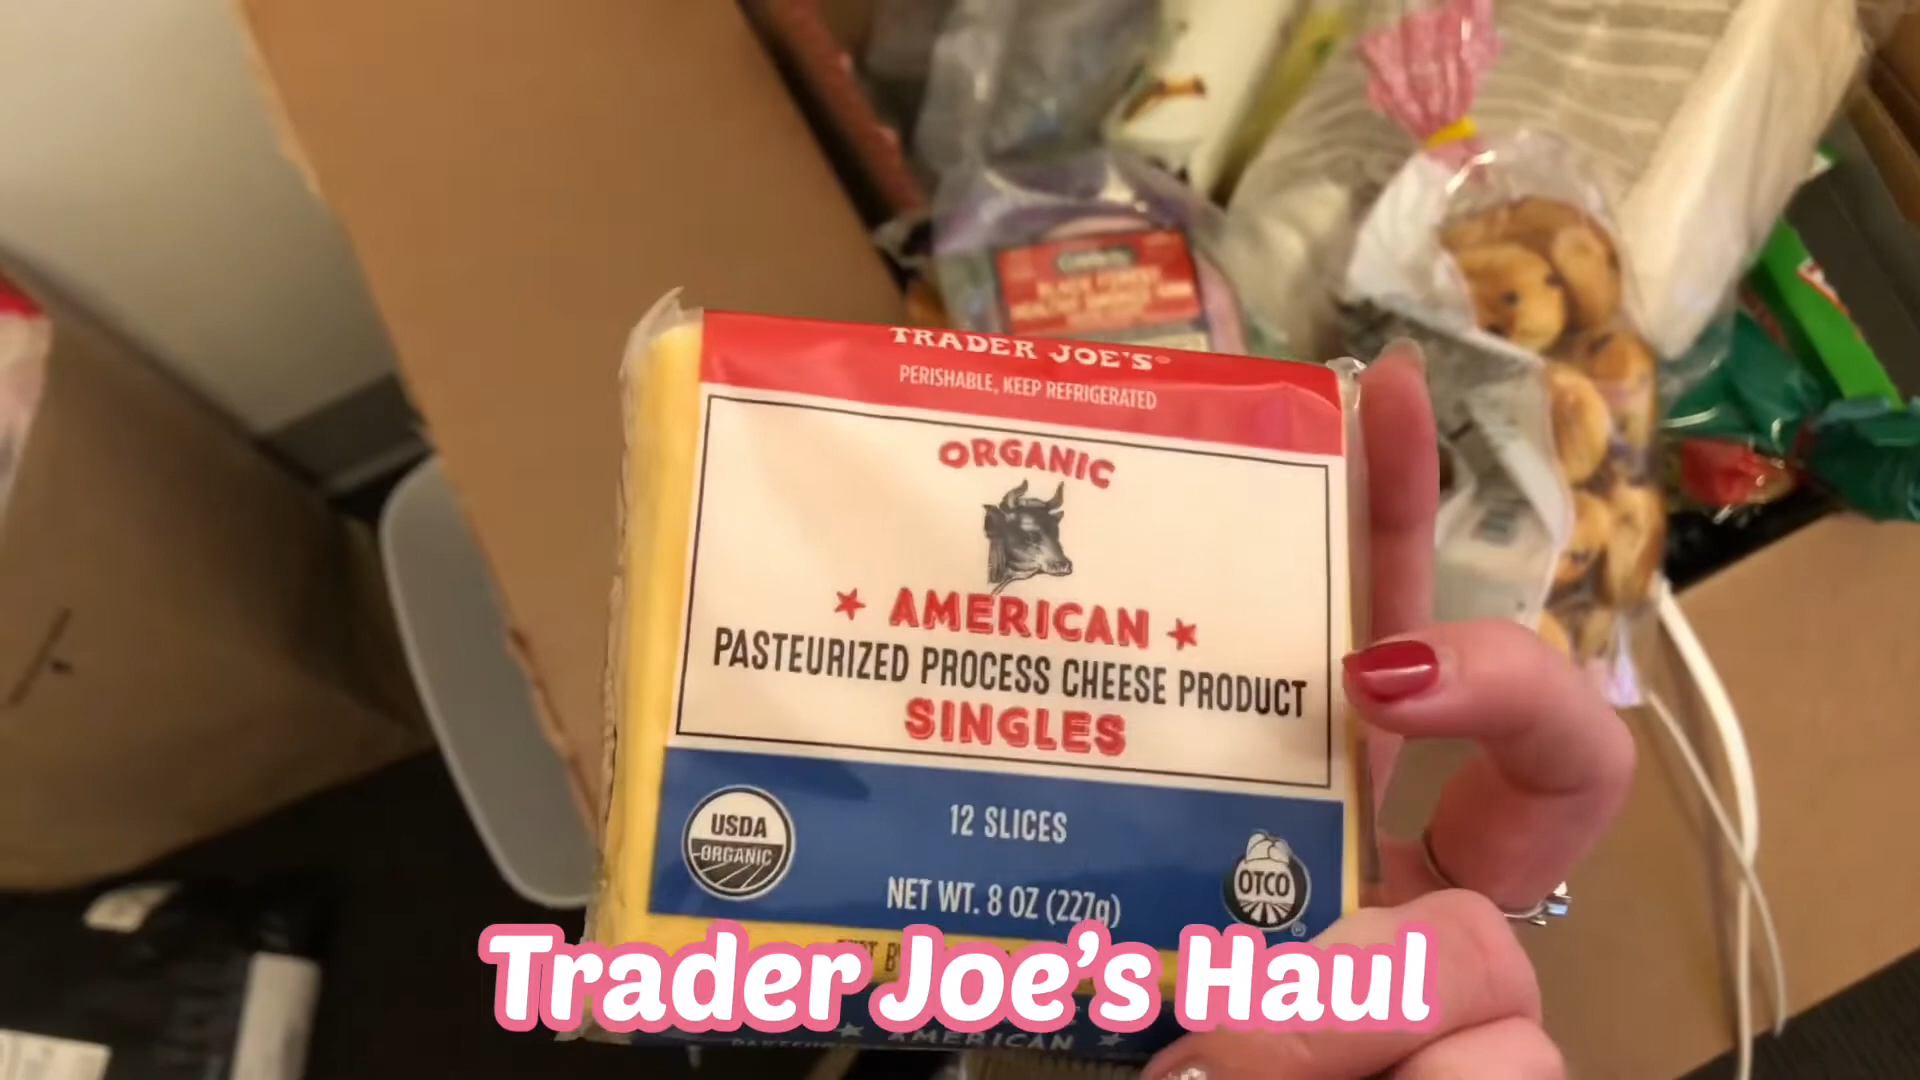 TRADER JOE'S®
PERISHABLE, KEEP REFRIGERATED
ORGANIC
★ AMERICAN ★
PASTEURIZED PROCESS CHEESE PRODUCT
SINGLES
USDA
ORGANIC
12 SLICES
NET WT. 8 OZ (227g)
OTCO
®
Trader Joe's Haul
AMERICAN ★